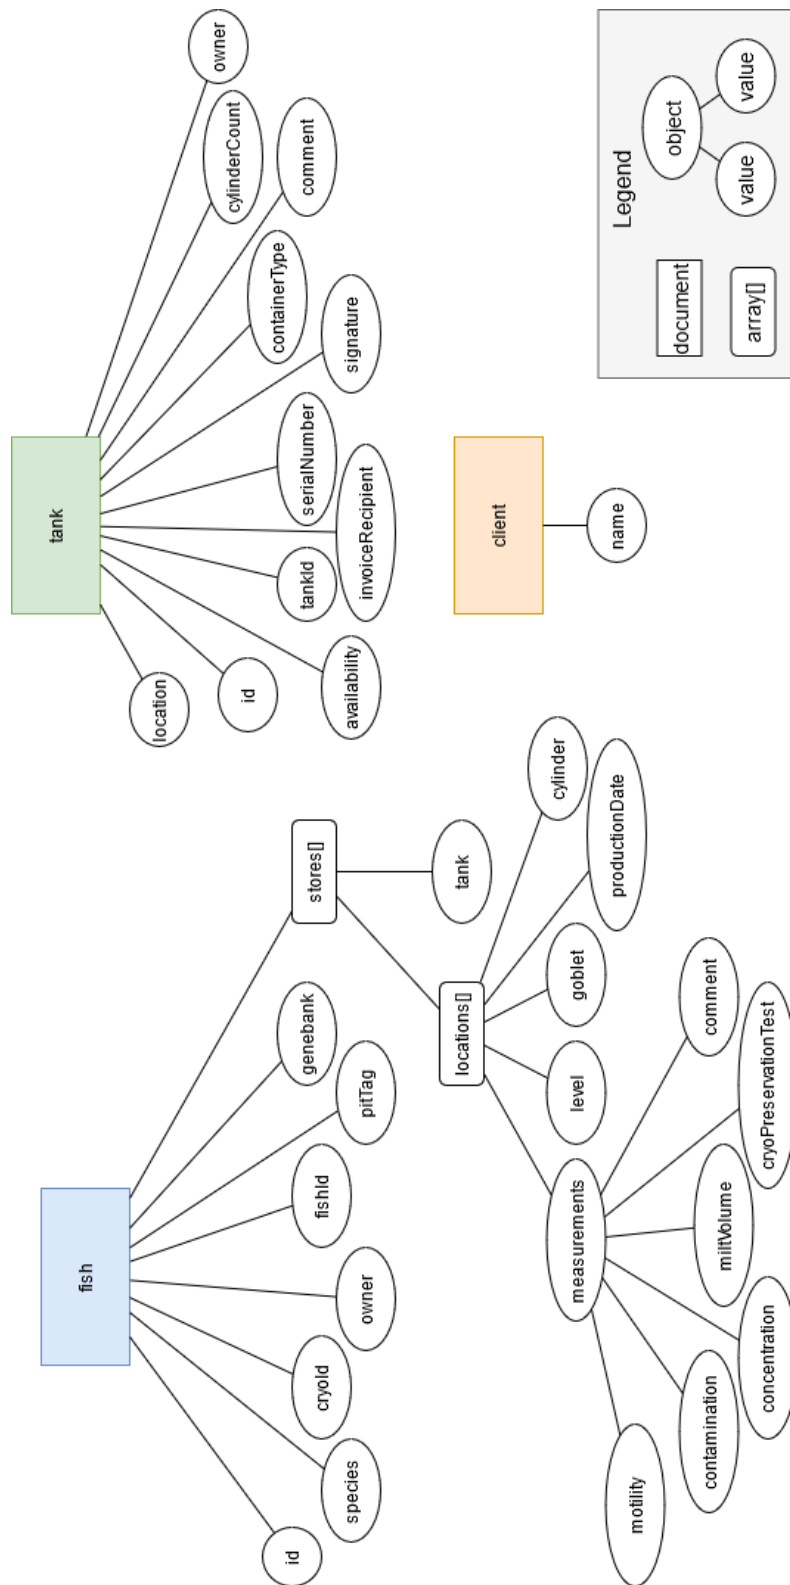 fish
id
species
cryoId
owner
fishId
pitTag
genebank
stores[]
tank
locations[]
measurements
level
goblet
productionDate
cylinder
motility
contamination
concentration
miltVolume
cryoPreservationTest
comment
tank
location
id
availability
tankId
invoiceRecipient
serialNumber
signature
containerType
comment
cylinderCount
owner
client
name
Legend
document
array[]
object
value
value